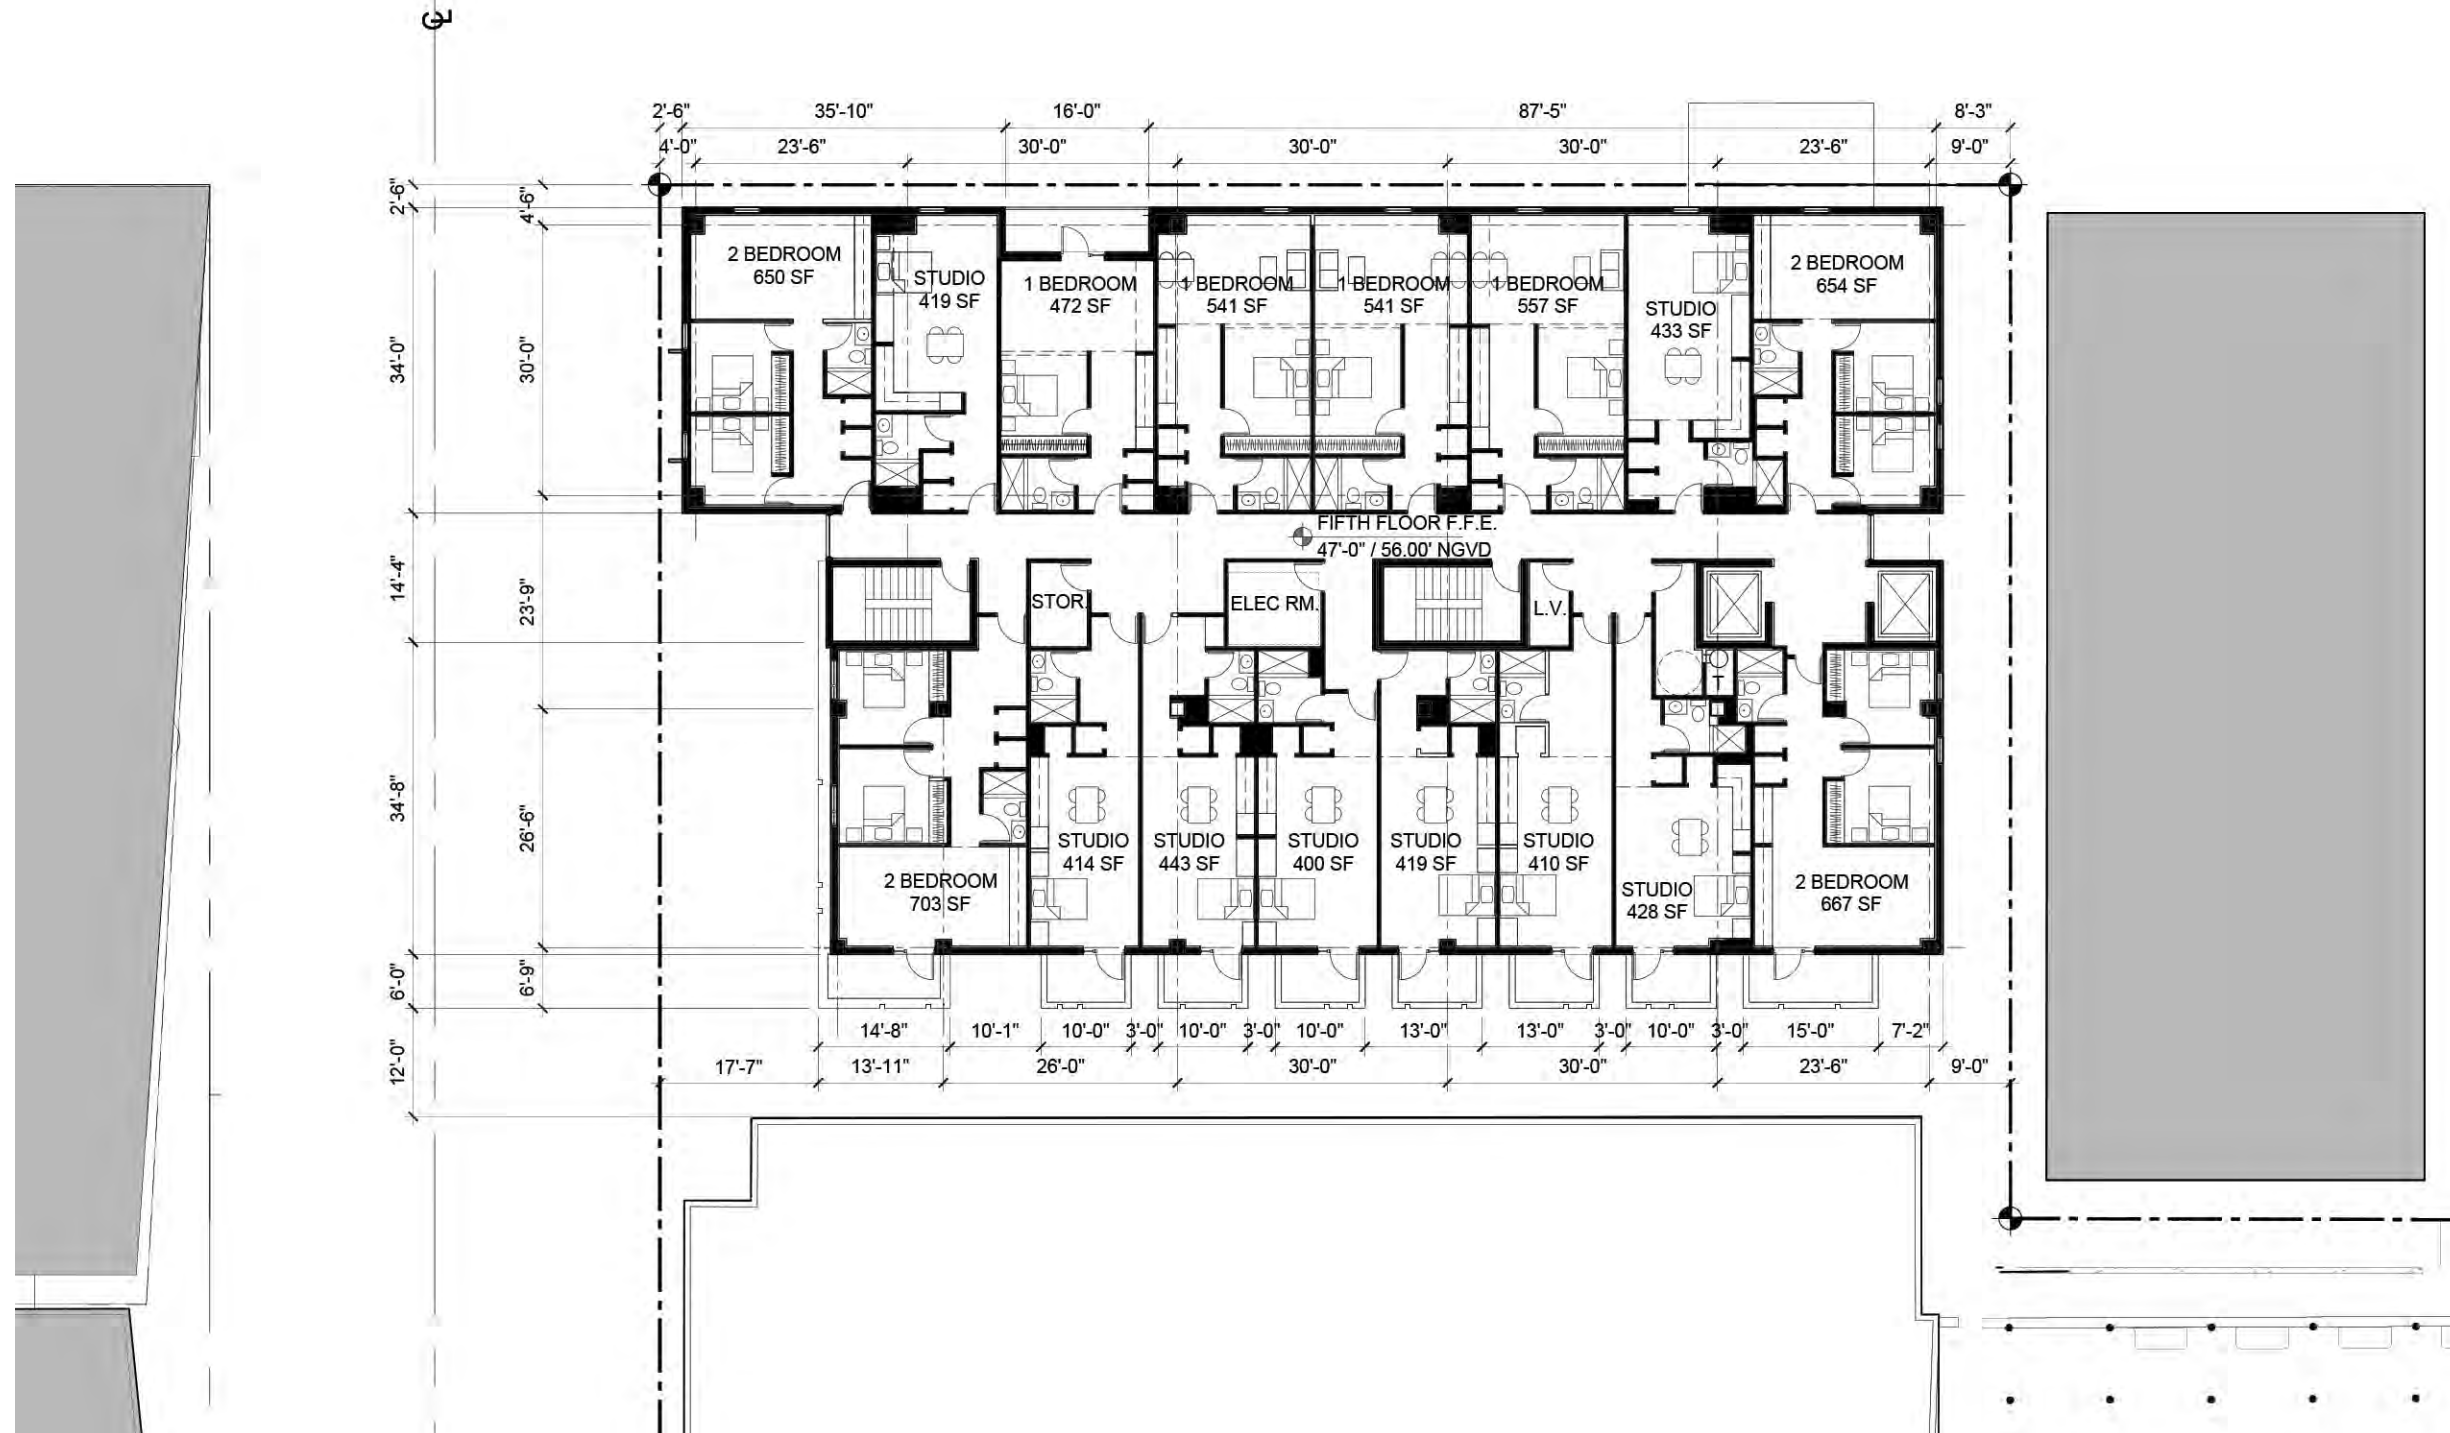 ℄
2'-6" 35'-10" 16'-0" 87'-5" 8'-3"
4'-0" 23'-6" 30'-0" 30'-0" 30'-0" 23'-6" 9'-0"
2'-6"
4'-6"
34'-0"
30'-0"
14'-4"
23'-9"
34'-8"
26'-6"
6'-0"
6'-9"
12'-0"
2 BEDROOM
650 SF
STUDIO
419 SF
1 BEDROOM
472 SF
1 BEDROOM
541 SF
1 BEDROOM
541 SF
1 BEDROOM
557 SF
STUDIO
433 SF
2 BEDROOM
654 SF
FIFTH FLOOR F.F.E.
47'-0" / 56.00' NGVD
STOR.
ELEC RM.
L.V.
T
2 BEDROOM
703 SF
STUDIO
414 SF
STUDIO
443 SF
STUDIO
400 SF
STUDIO
419 SF
STUDIO
410 SF
STUDIO
428 SF
2 BEDROOM
667 SF
14'-8" 10'-1" 10'-0" 3'-0" 10'-0" 3'-0" 10'-0" 13'-0" 13'-0" 3'-0" 10'-0" 3'-0" 15'-0" 7'-2"
17'-7" 13'-11" 26'-0" 30'-0" 30'-0" 23'-6" 9'-0"